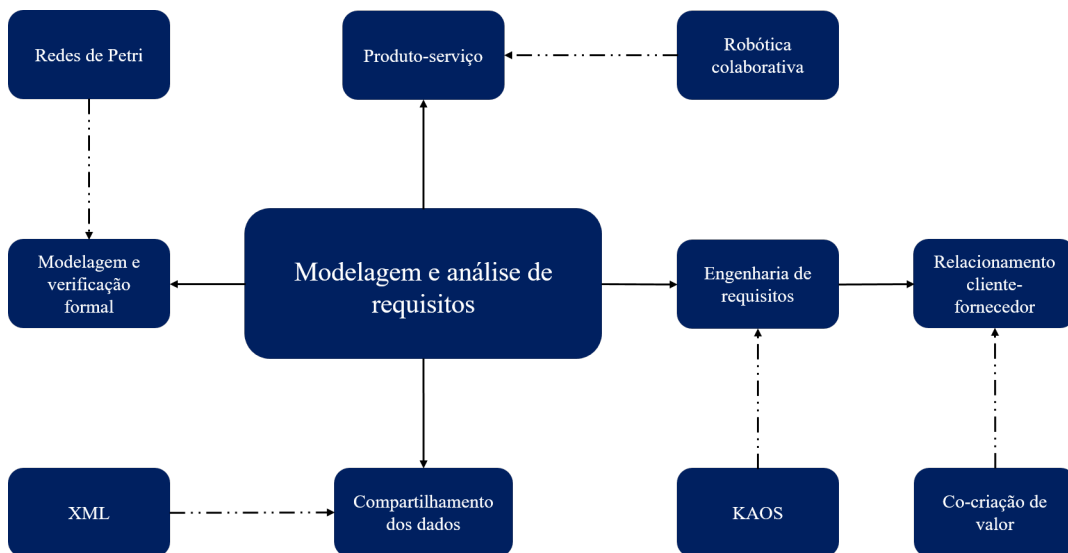 Redes de Petri
Produto-serviço
Robótica
colaborativa
Modelagem e
verificação
formal
Modelagem e análise de
requisitos
Engenharia de
requisitos
Relacionamento
cliente-
fornecedor
XML
Compartilhamento
dos dados
KAOS
Co-criação de
valor